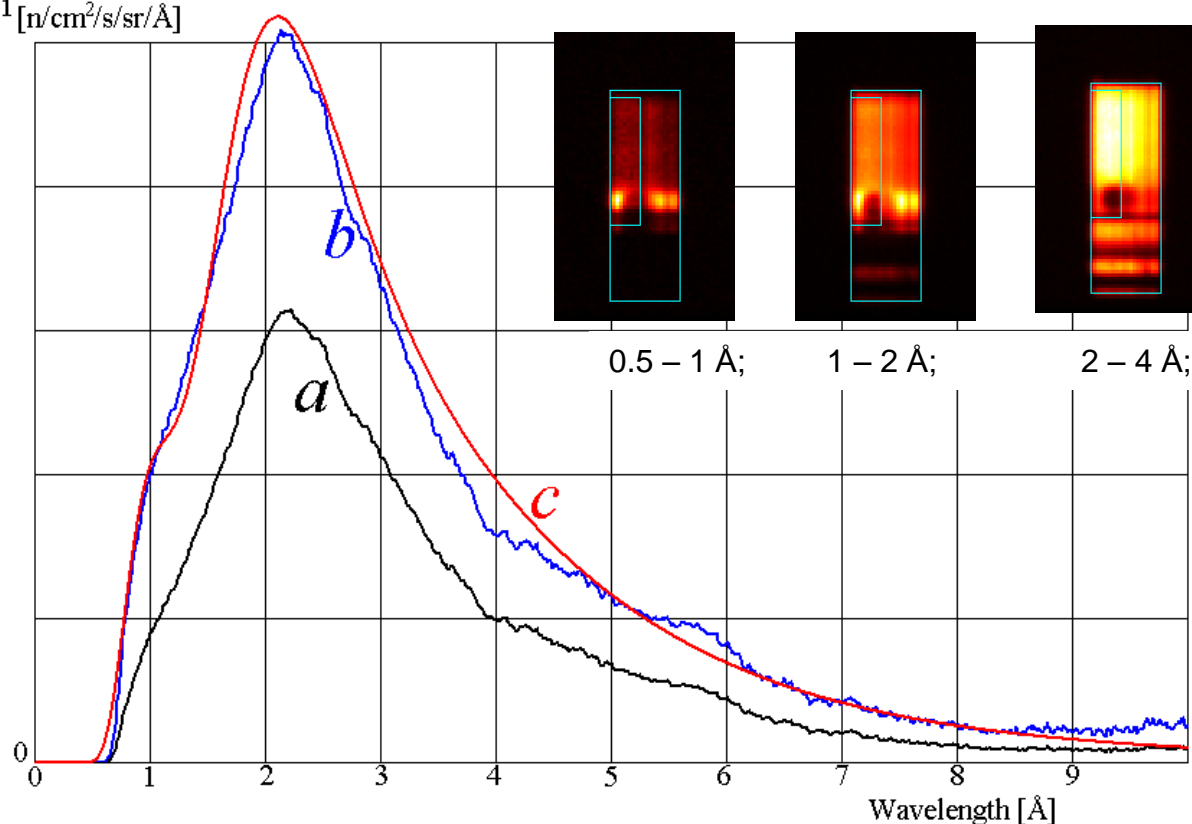 1 [n/cm²/s/sr/Å]
0.5 – 1 Å; 1 – 2 Å; 2 – 4 Å;
b
a
c
0
0 1 2 3 4 5 6 7 8 9
Wavelength [Å]